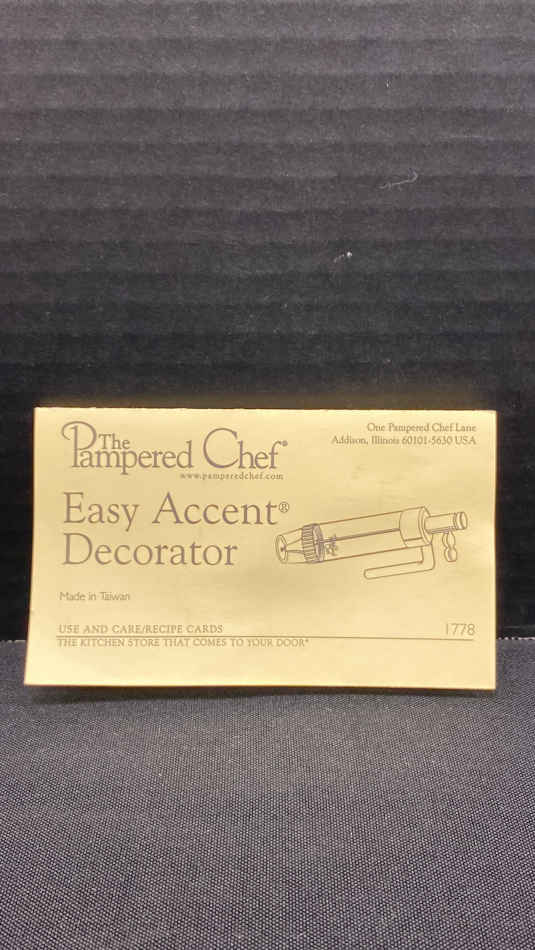 The
Pampered Chef®
www.pamperedchef.com
One Pampered Chef Lane
Addison, Illinois 60101-5630 USA
Easy Accent®
Decorator
Made in Taiwan
USE AND CARE/RECIPE CARDS
1778
THE KITCHEN STORE THAT COMES TO YOUR DOOR®